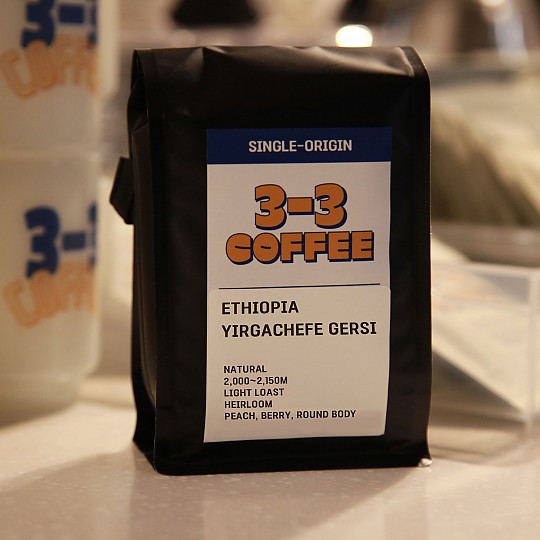 SINGLE-ORIGIN
3-3
COFFEE
ETHIOPIA
YIRGACHEFE GERSI
NATURAL
2,000~2,150M
LIGHT LOAST
HEIRLOOM
PEACH, BERRY, ROUND BODY